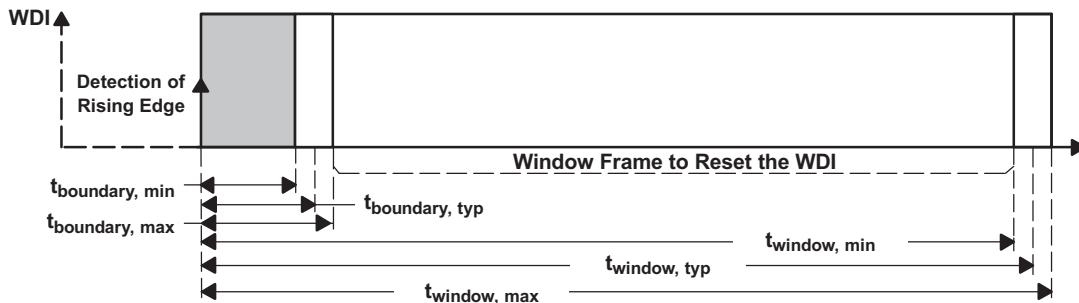 WDI
Detection of
Rising Edge
Window Frame to Reset the WDI
tboundary, min
tboundary, typ
tboundary, max
twindow, min
twindow, typ
twindow, max